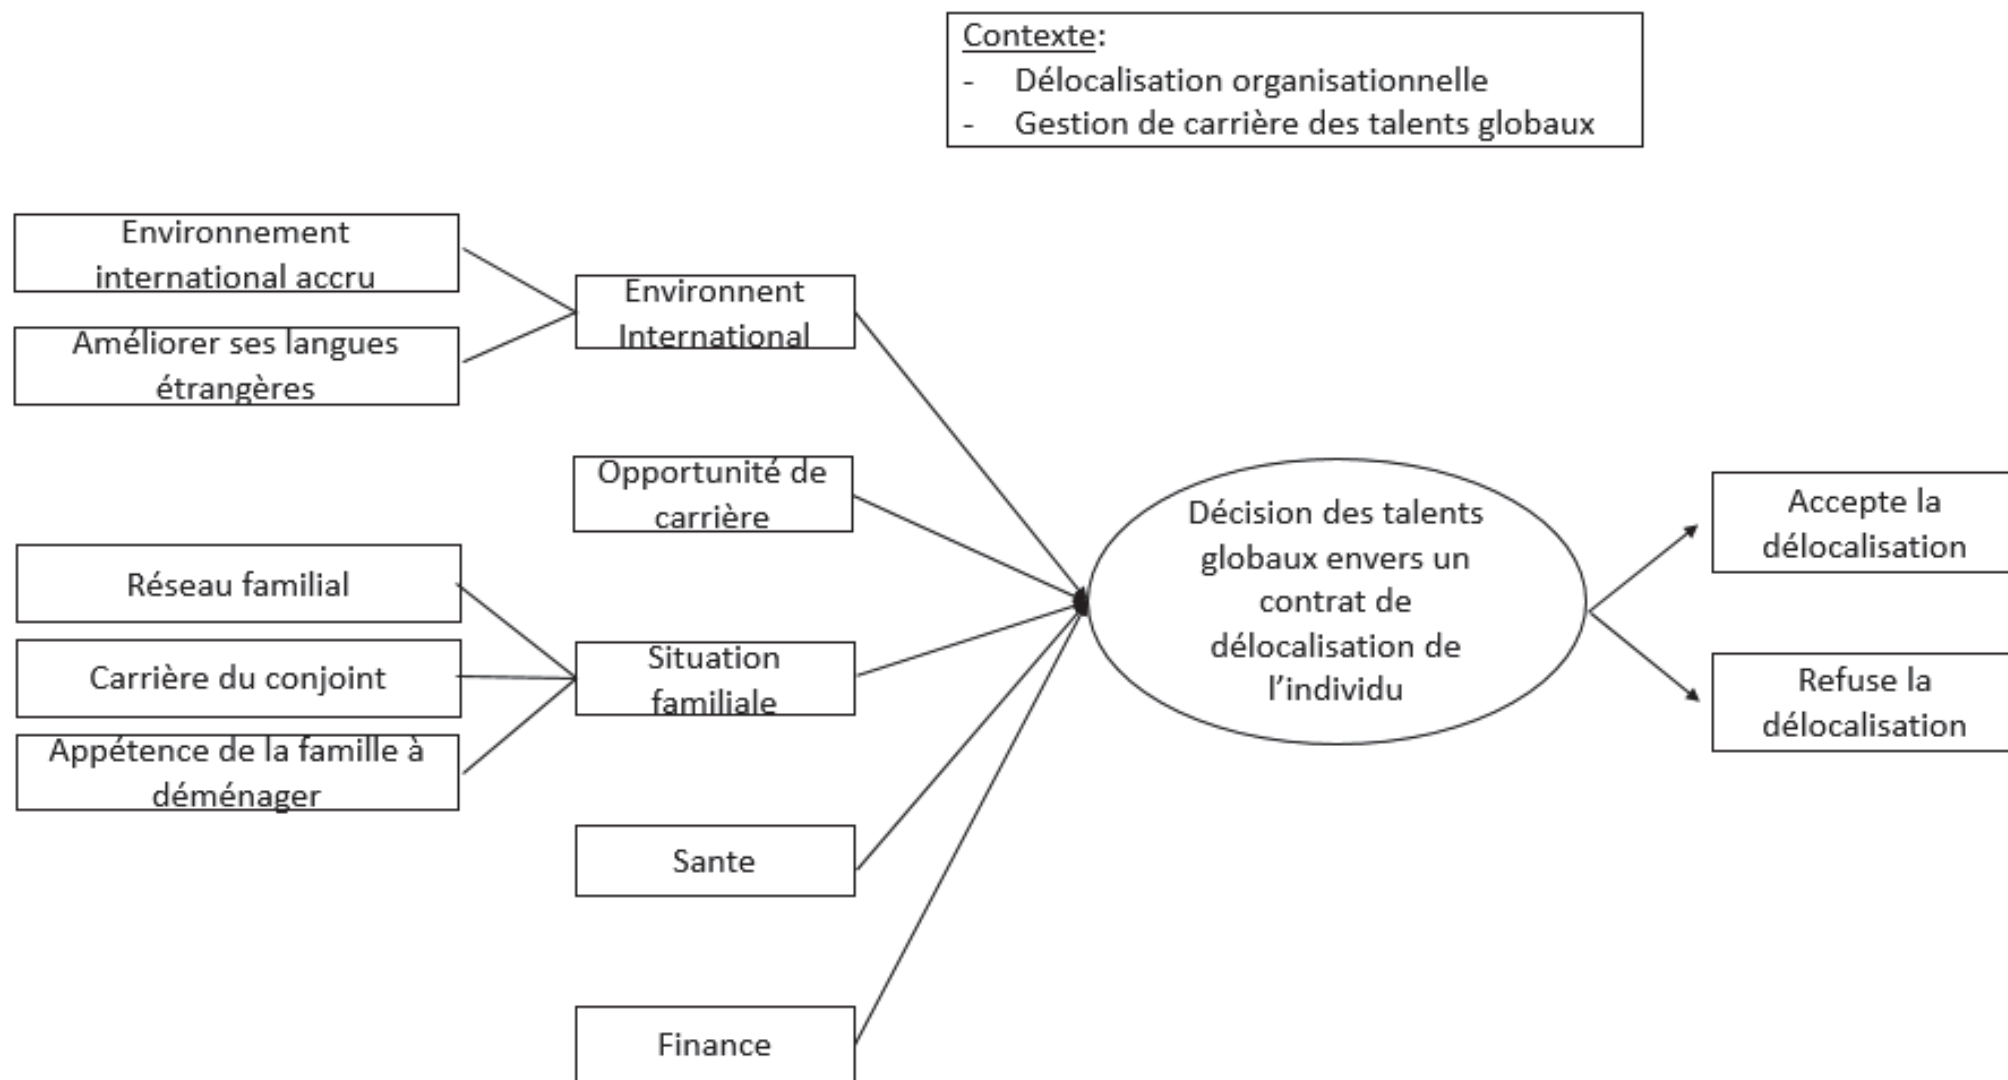 Contexte:
- Délocalisation organisationnelle
- Gestion de carrière des talents globaux
Environnement
international accru
Améliorer ses langues
étrangères
Environnent
International
Opportunité de
carrière
Réseau familial
Carrière du conjoint
Appétence de la famille à
déménager
Situation
familiale
Sante
Finance
Décision des talents
globaux envers un
contrat de
délocalisation de
l’individu
Accepte la
délocalisation
Refuse la
délocalisation